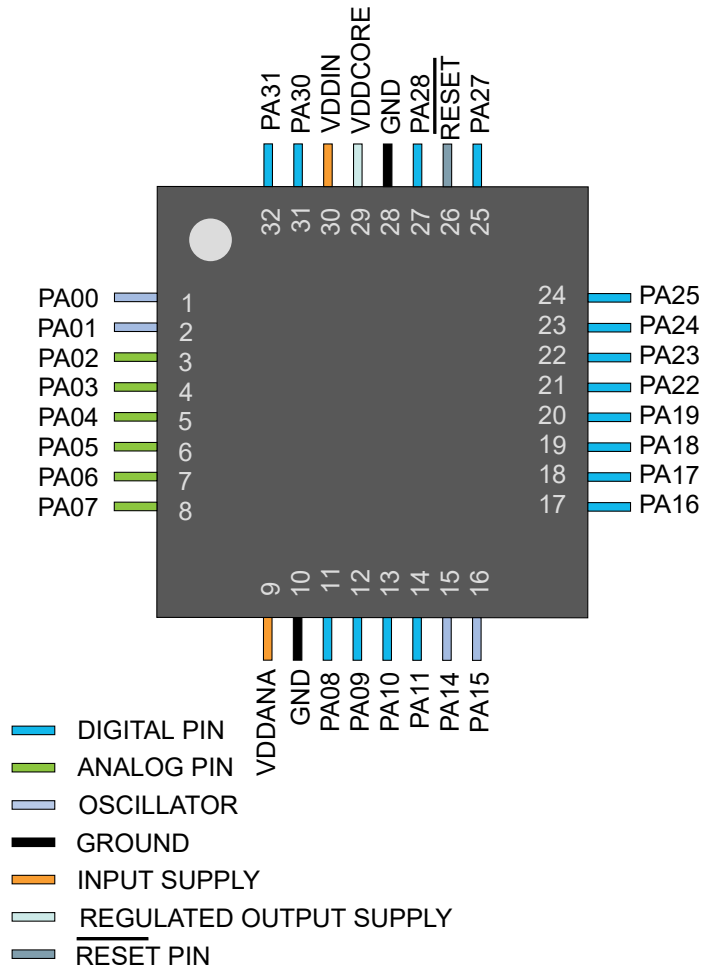 PA31
PA30
VDDIN
VDDCORE
GND
PA28
RESET
PA27
32
31
30
29
28
27
26
25
PA00 1
PA01 2
PA02 3
PA03 4
PA04 5
PA05 6
PA06 7
PA07 8
24 PA25
23 PA24
22 PA23
21 PA22
20 PA19
19 PA18
18 PA17
17 PA16
9
10
11
12
13
14
15
16
VDDANA
GND
PA08
PA09
PA10
PA11
PA14
PA15
DIGITAL PIN
ANALOG PIN
OSCILLATOR
GROUND
INPUT SUPPLY
REGULATED OUTPUT SUPPLY
RESET PIN